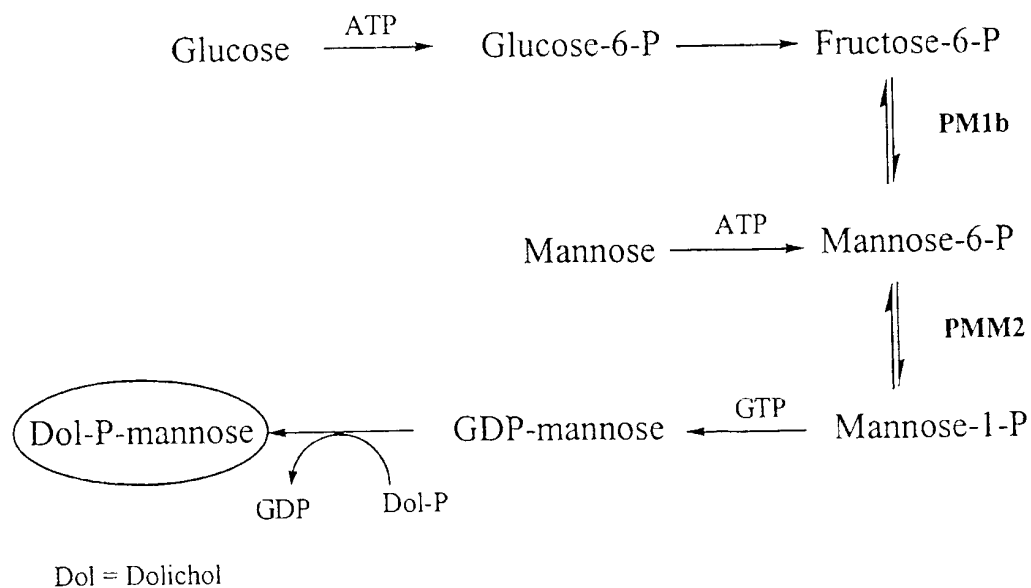 ATP
Glucose Glucose-6-P Fructose-6-P
PM1b
ATP
Mannose Mannose-6-P
PMM2
GTP
Dol-P-mannose GDP-mannose Mannose-1-P
GDP Dol-P
Dol = Dolichol